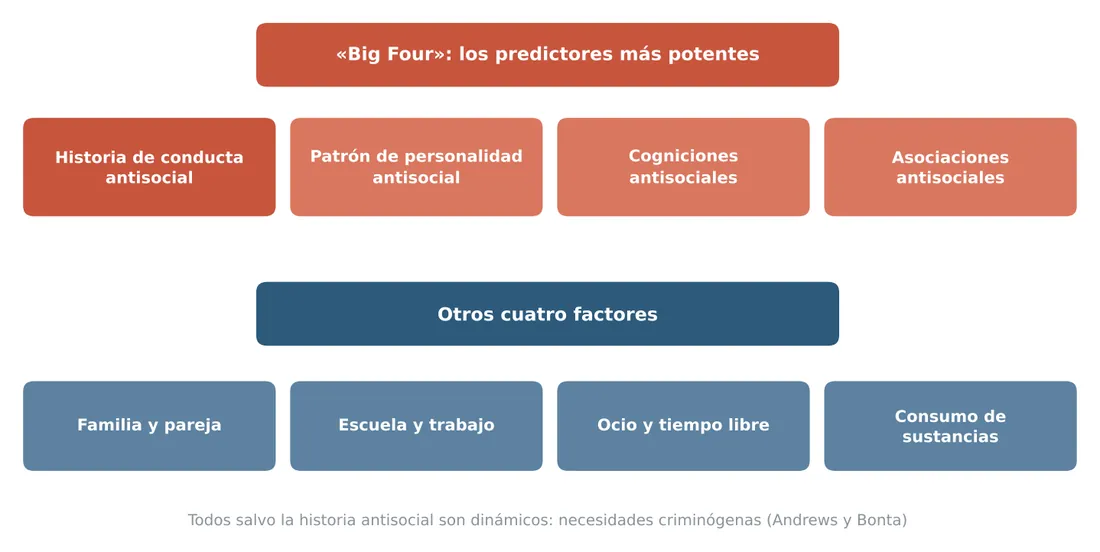 «Big Four»: los predictores más potentes
Historia de conducta
antisocial
Patrón de personalidad
antisocial
Cogniciones
antisociales
Asociaciones
antisociales
Otros cuatro factores
Familia y pareja
Escuela y trabajo
Ocio y tiempo libre
Consumo de
sustancias
Todos salvo la historia antisocial son dinámicos: necesidades criminógenas (Andrews y Bonta)